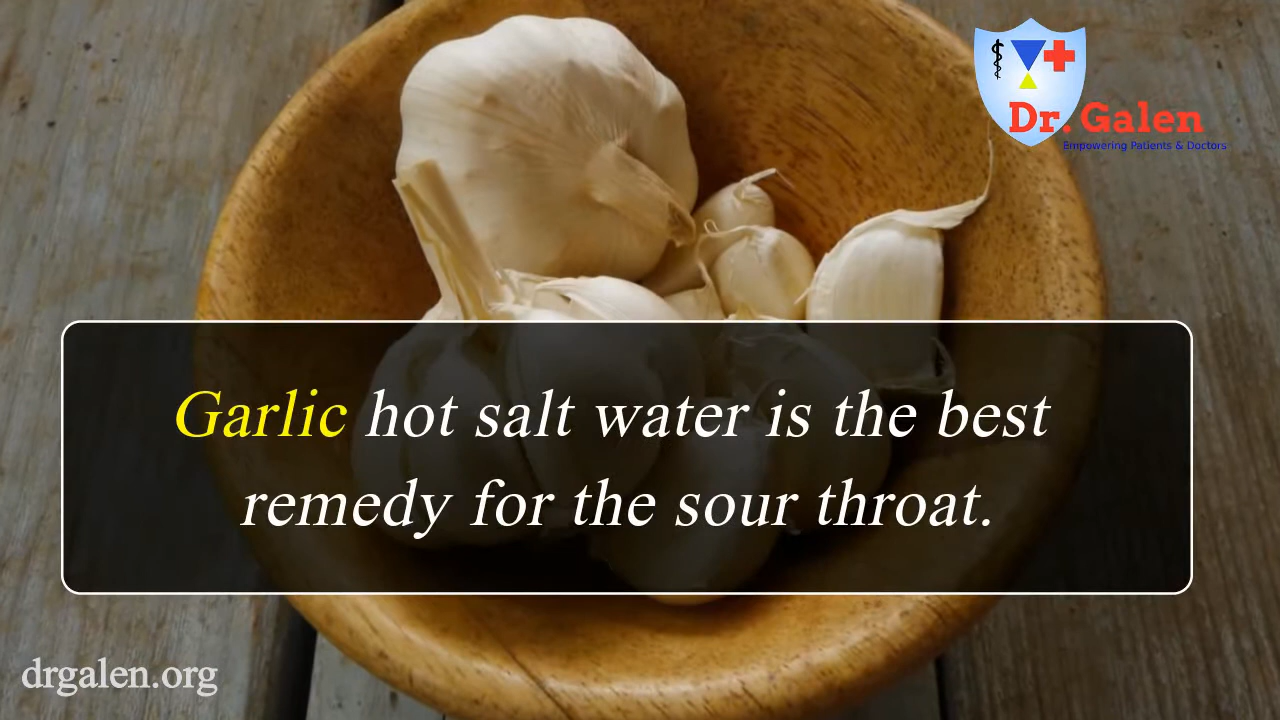 Dr. Galen
Empowering Patients & Doctors
Garlic hot salt water is the best
remedy for the sour throat.
drgalen.org